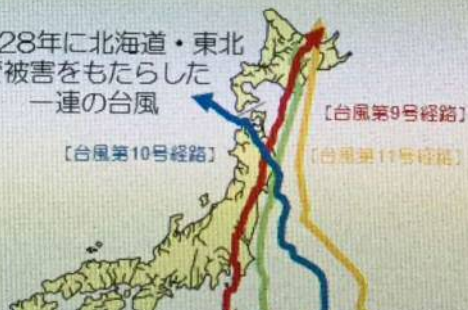 28年に北海道・東北
被害をもたらした
一連の台風
【台風第9号経路】
【台風第10号経路】
【台風第11号経路】